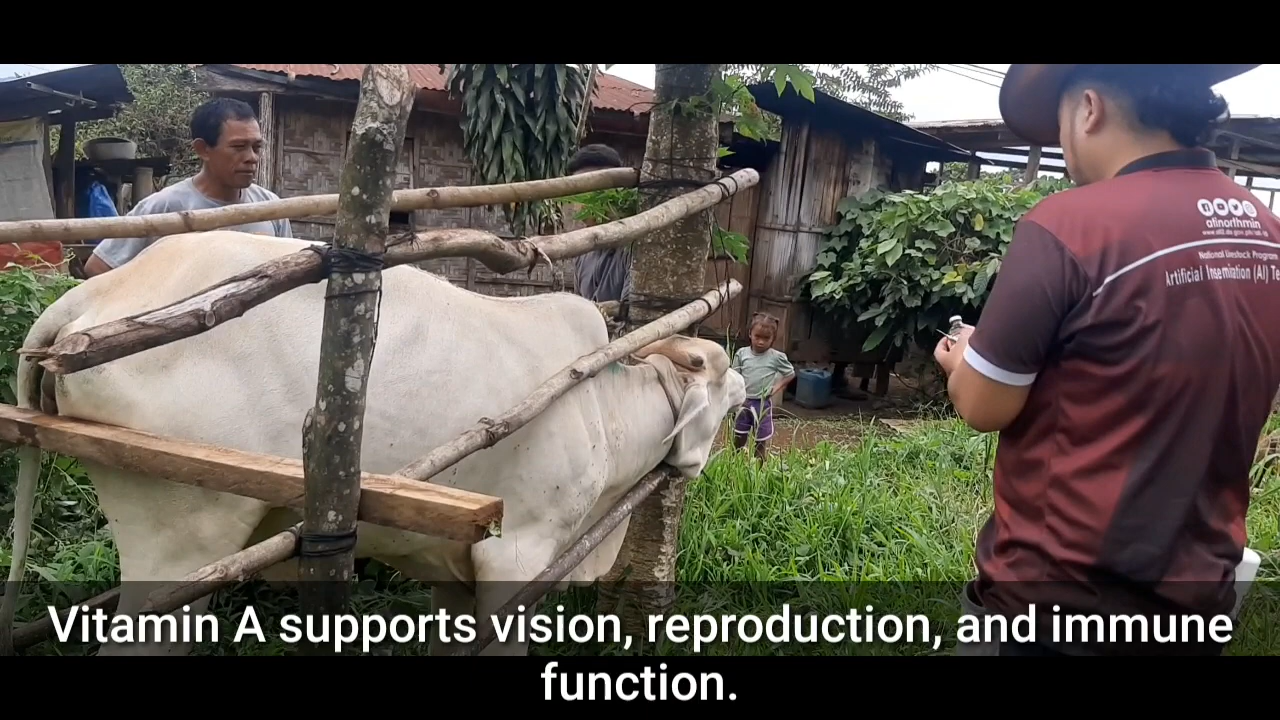 atinorthmin
National Livestock Program
Artificial Insemination (AI) Te
Vitamin A supports vision, reproduction, and immune
function.